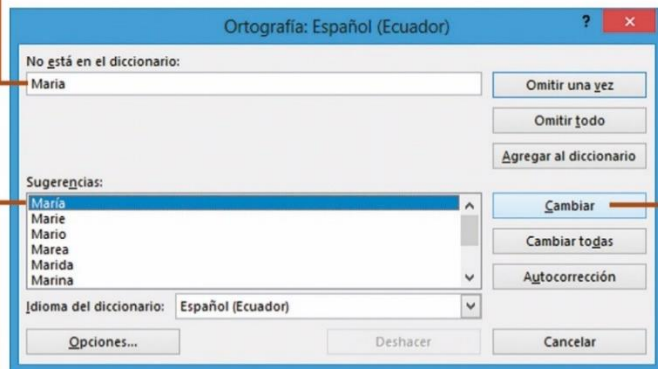 Ortografía: Español (Ecuador)
?
×
No está en el diccionario:
Maria
Omitir una vez
Omitir todo
Agregar al diccionario
Sugerencias:
María
Marie
Mario
Marea
Marida
Marina
Cambiar
Cambiar todas
Autocorrección
Idioma del diccionario: Español (Ecuador)
Opciones...
Deshacer
Cancelar